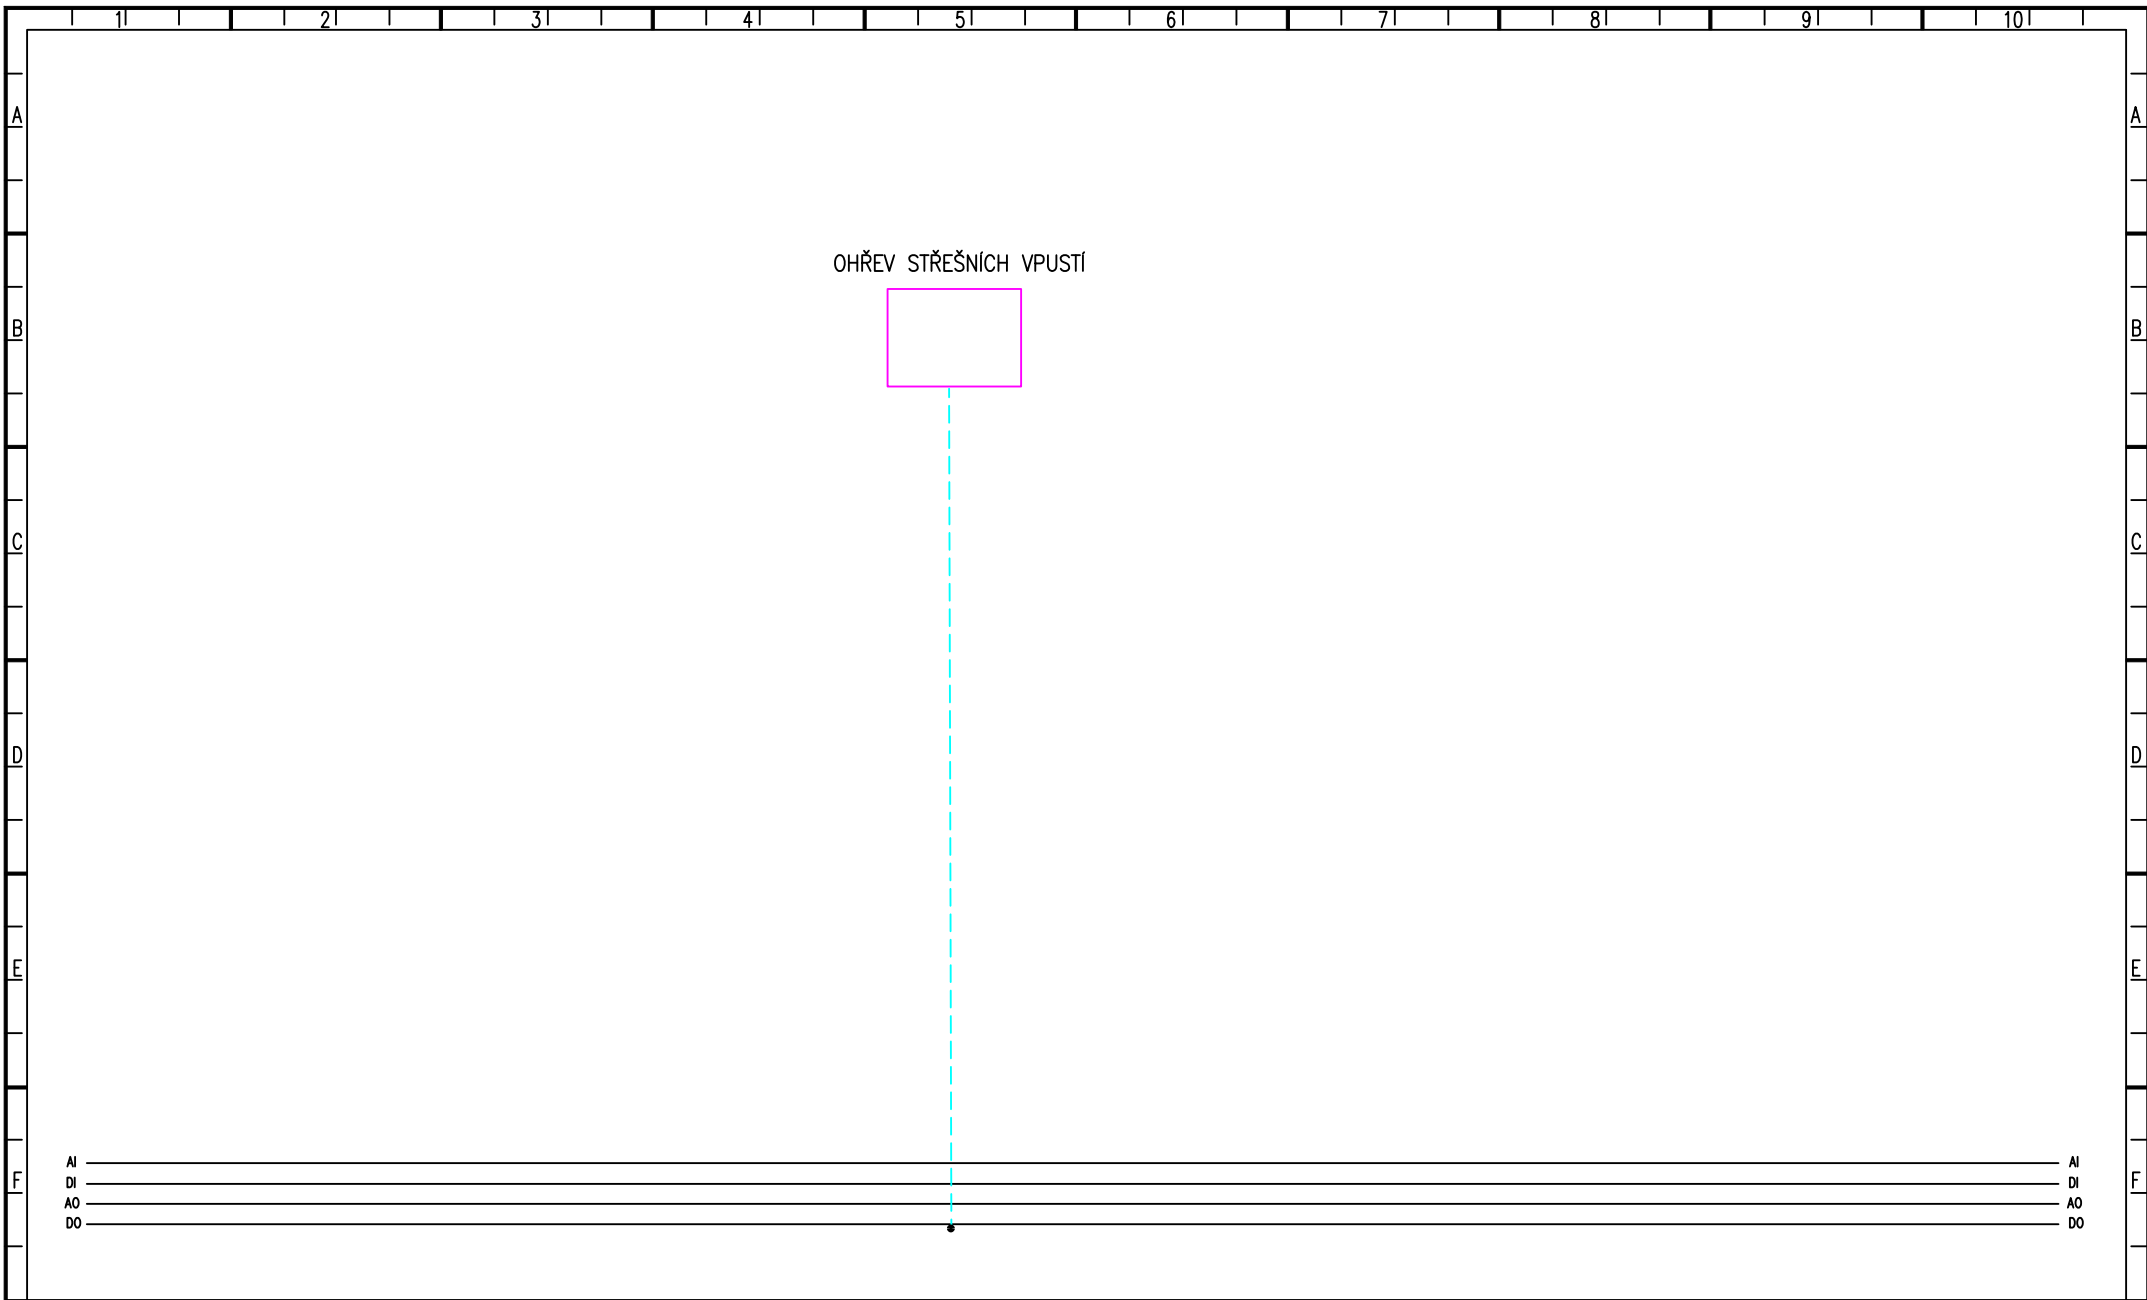 1 2 3 4 5 6 7 8 9 10
A A
OHŘEV STŘEŠNÍCH VPUSTÍ
B B
C C
D D
E E
AI AI
F DI DI F
AO AO
DO DO